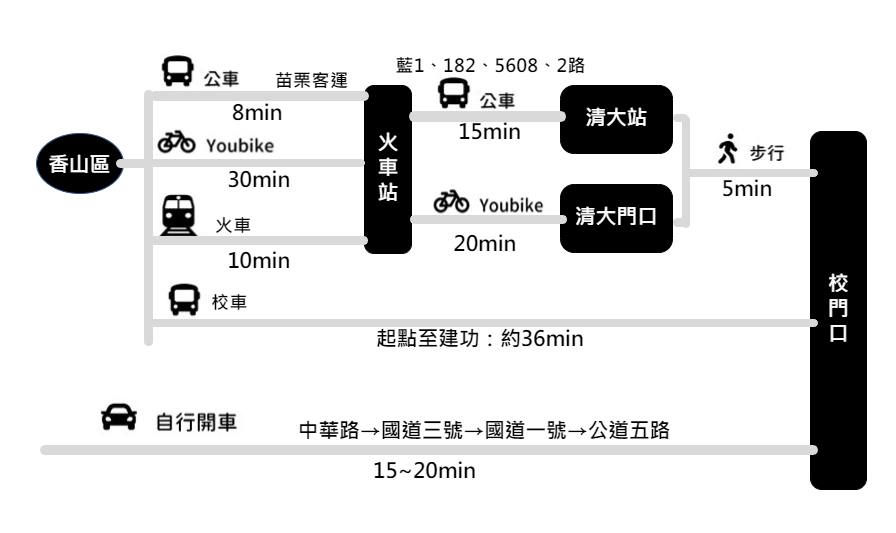 藍1、182、5608、2路
公車 苗栗客運
8min
公車
15min
清大站
香山區
Youbike
30min
火車站
步行
5min
火車
10min
Youbike
20min
清大門口
校車
起點至建功：約36min
校門口
自行開車
中華路→國道三號→國道一號→公道五路
15~20min